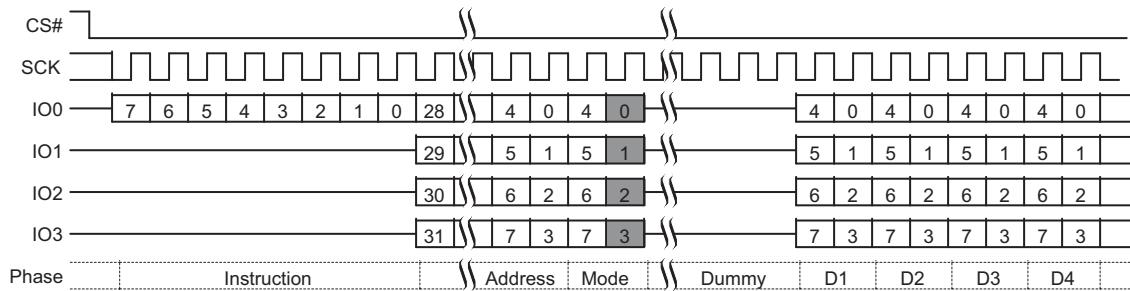 CS#
SCK
IO0 7 6 5 4 3 2 1 0 28 4 0 4 0 4 0 4 0 4 0 4 0
IO1 29 5 1 5 1 5 1 5 1 5 1 5 1
IO2 30 6 2 6 2 6 2 6 2 6 2 6 2
IO3 31 7 3 7 3 7 3 7 3 7 3 7 3
Phase Instruction Address Mode Dummy D1 D2 D3 D4